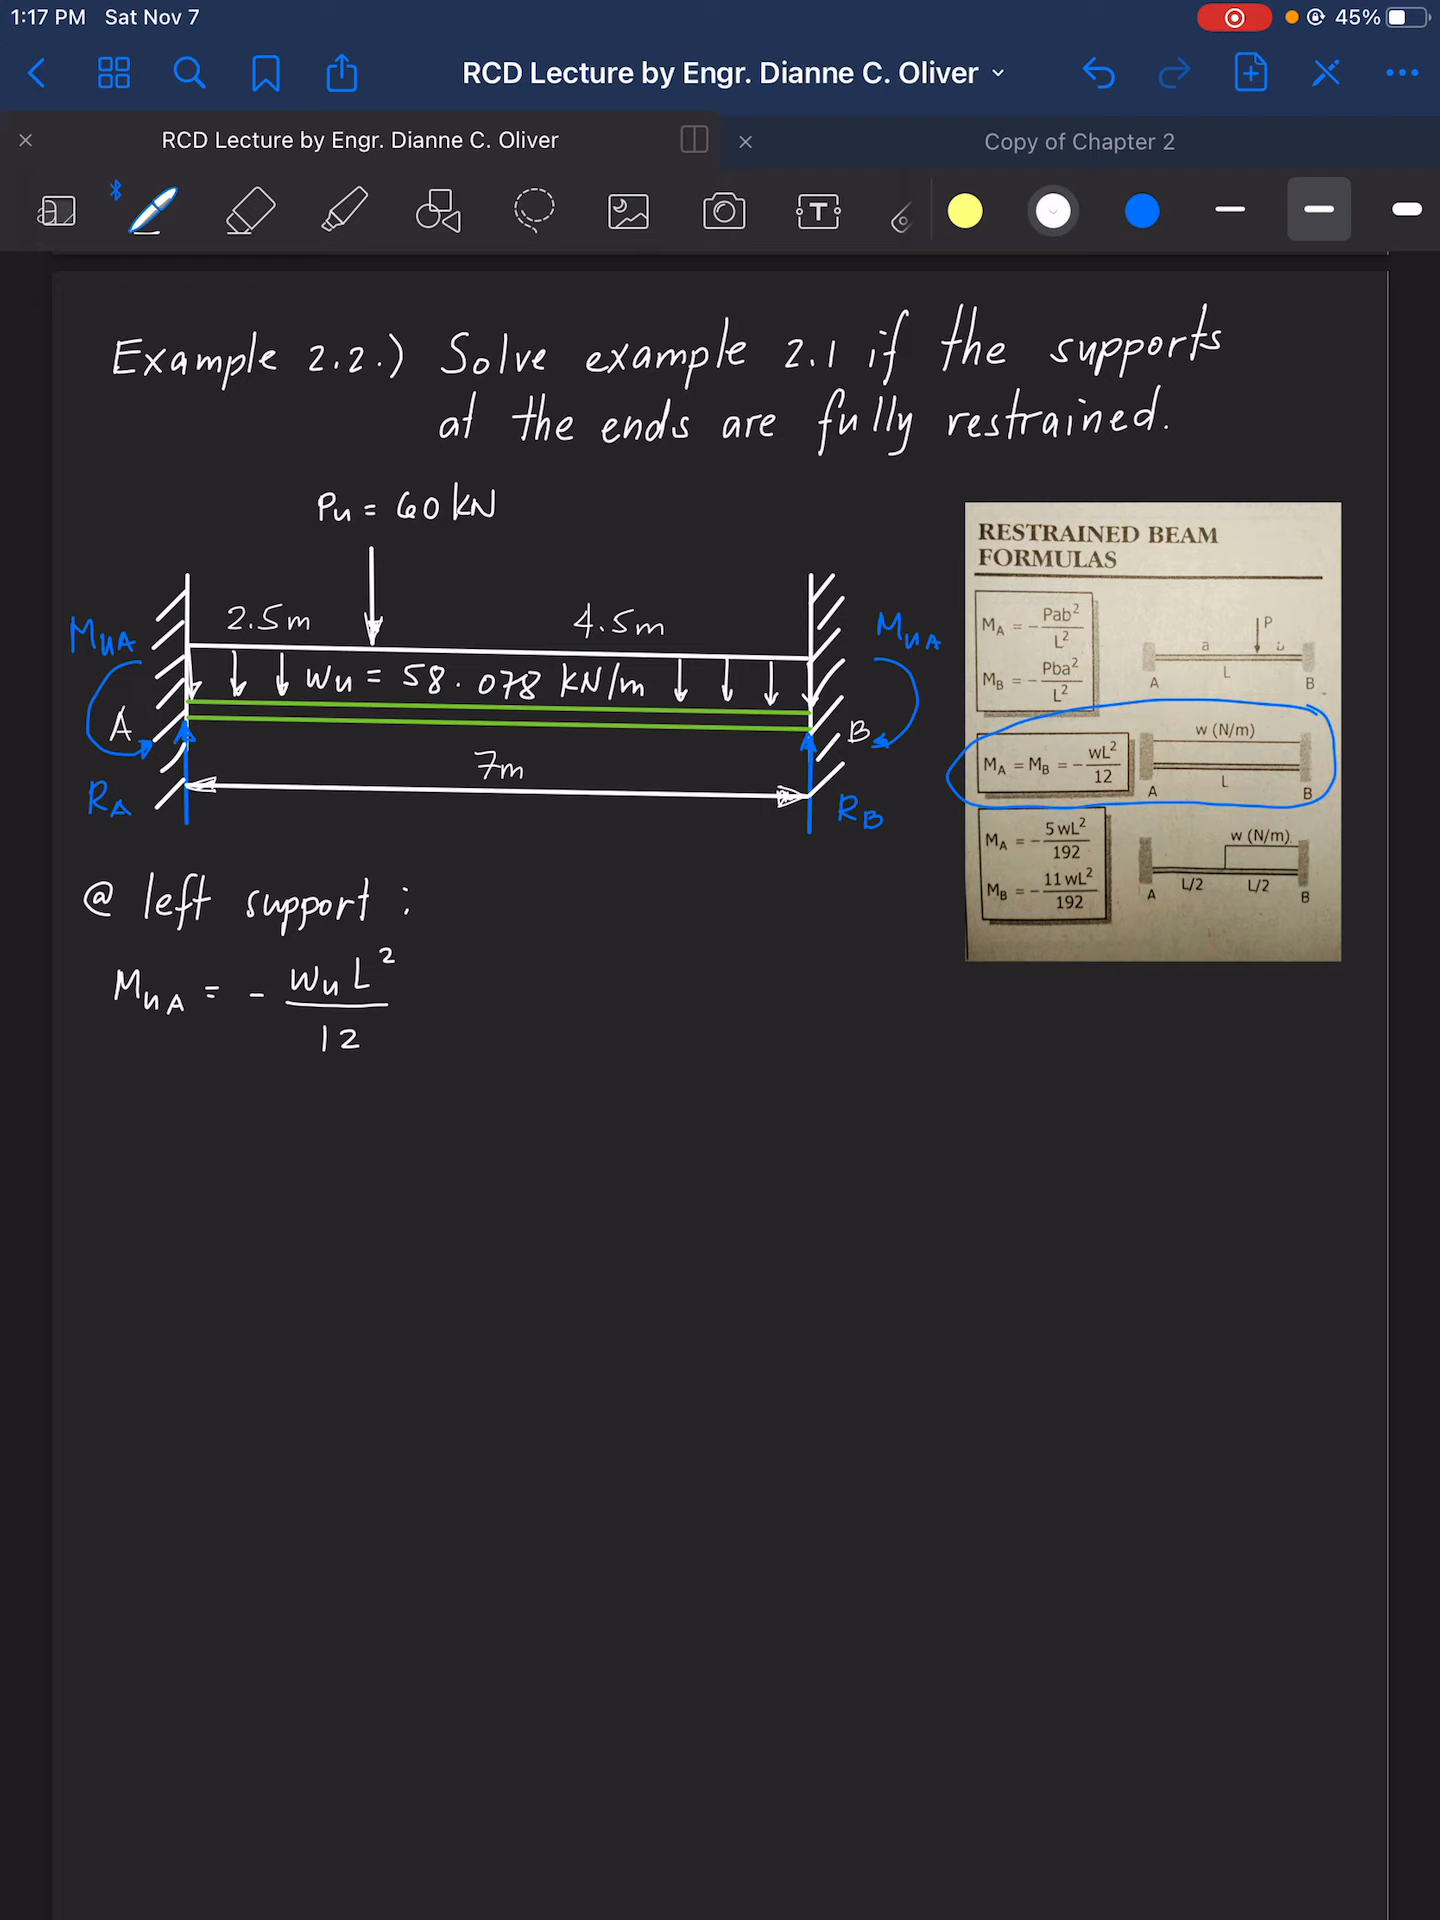 1:17 PM Sat Nov 7
45%
RCD Lecture by Engr. Dianne C. Oliver
RCD Lecture by Engr. Dianne C. Oliver
Copy of Chapter 2
T
Example 2.2.) Solve example 2.1 if the supports
at the ends are fully restrained.
Pu = 60 kN
2.5m
4.5m
MuA
MuA
Wu = 58.078 kN/m
A
B
7m
RA
RB
RESTRAINED BEAM
FORMULAS
MA = - Pab²/L²
MB = - Pba²/L²
P
a
b
L
A
B
MA = MB = - wL²/12
w (N/m)
L
A
B
MA = - 5wL²/192
MB = - 11wL²/192
w (N/m)
L/2
L/2
A
B
@ left support :
MuA = - WuL²/12